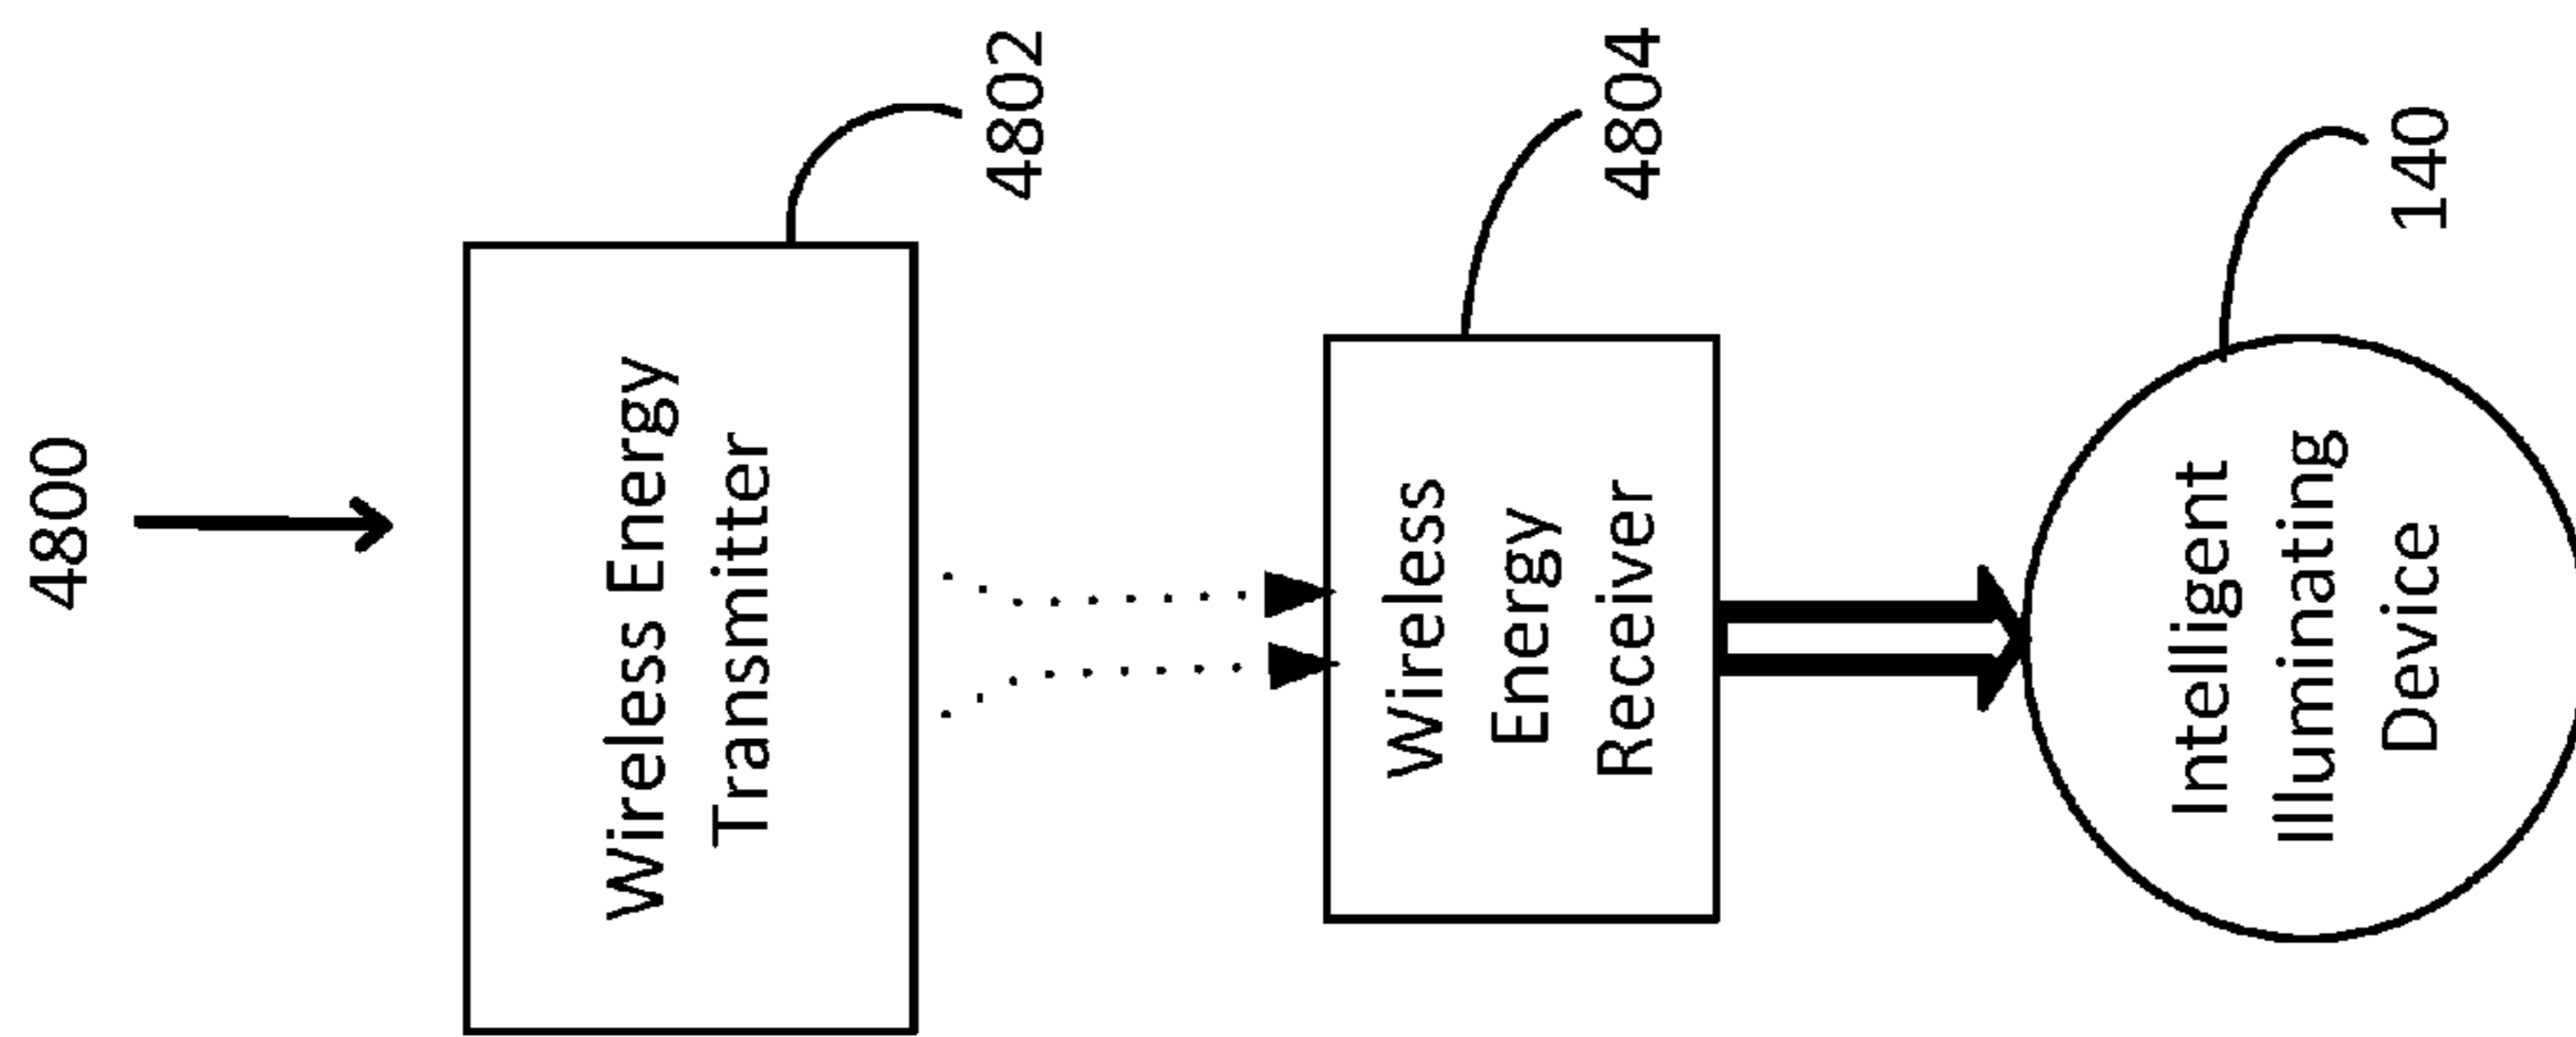 4800
Wireless Energy
Transmitter
4802
Wireless
Energy
Receiver
4804
Intelligent
Illuminating
Device
140